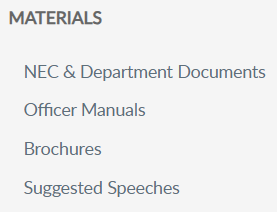 MATERIALS
NEC & Department Documents
Officer Manuals
Brochures
Suggested Speeches